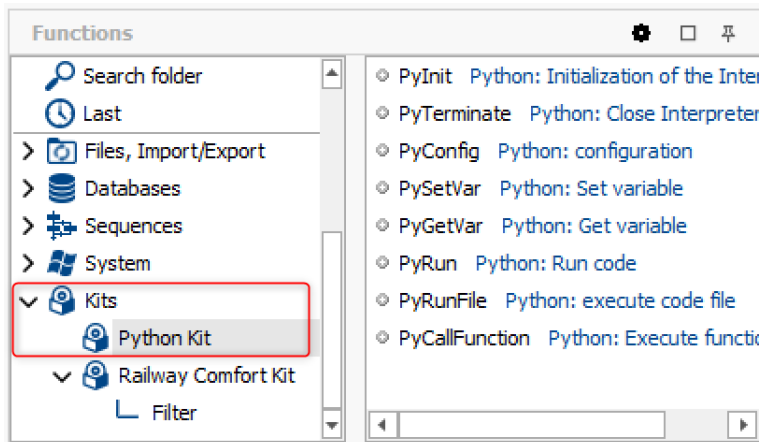 Functions
Search folder
Last
Files, Import/Export
Databases
Sequences
System
Kits
Python Kit
Railway Comfort Kit
Filter
PyInit Python: Initialization of the
PyTerminate Python: Close Interpreter
PyConfig Python: configuration
PySetVar Python: Set variable
PyGetVar Python: Get variable
PyRun Python: Run code
PyRunFile Python: execute code file
PyCallFunction Python: Execute